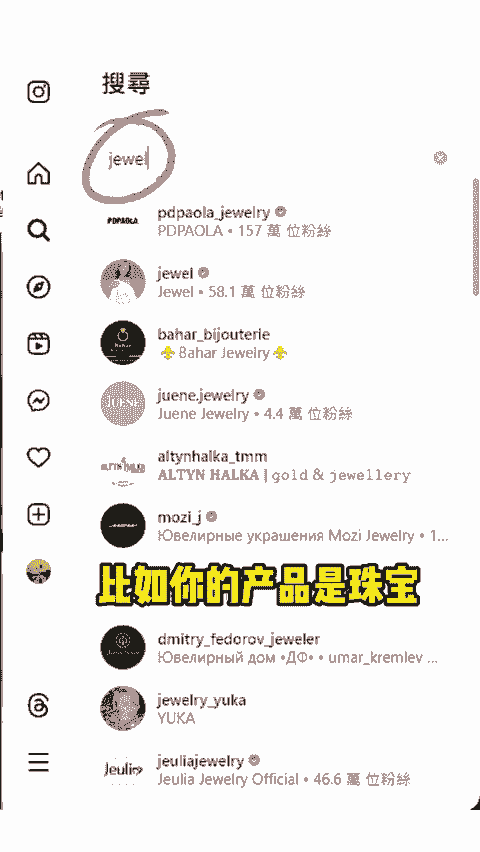 搜尋
jewel
PDPAOLA
pdpaola_jewelry
PDPAOLA • 157 萬 位粉絲
jewel
Jewel • 58.1 萬 位粉絲
bahar_bijouterie
⚜️Bahar Jewelry⚜️
JUENE
juene.jewelry
Juene Jewelry • 4.4 萬 位粉絲
altynhalka_tmm
ALTYN HALKA | gold & jewellery
mozi_j
Ювелирные украшения Mozi Jewelry • 1...
比如你的产品是珠宝
dmitry_fedorov_jeweler
Ювелирный дом •ДФ• • umar_kremlev ...
jewelry_yuka
YUKA
Jeulia
jeuliajewelry
Jeulia Jewelry Official • 46.6 萬 位粉絲